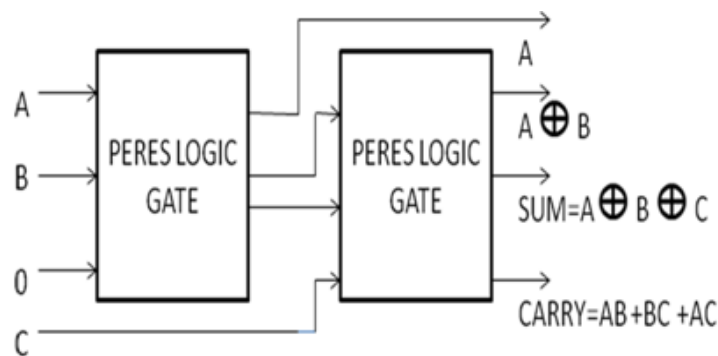 A
B
0
C
PERES LOGIC
GATE
PERES LOGIC
GATE
A
A ⊕ B
SUM=A ⊕ B ⊕ C
CARRY=AB+BC+AC